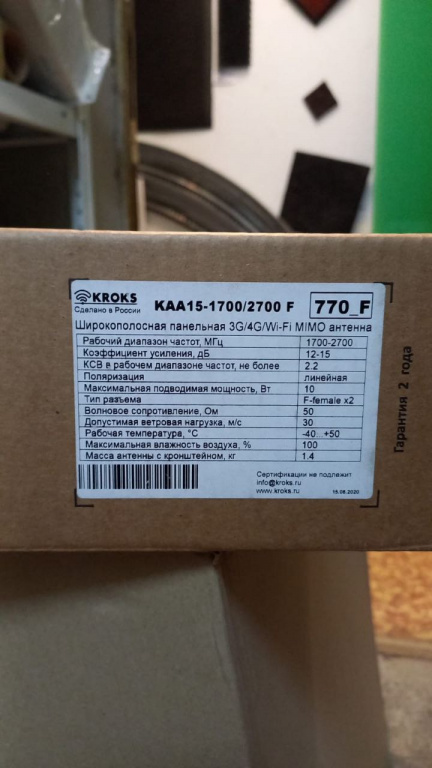 KROKS
Сделано в России
КАА15-1700/2700 F
770_F
Широкополосная панельная 3G/4G/Wi-Fi MIMO антенна
Рабочий диапазон частот, МГц 1700-2700
Коэффициент усиления, дБ 12-15
КСВ в рабочем диапазоне частот, не более 2.2
Поляризация линейная
Максимальная подводимая мощность, Вт 10
Тип разъема F-female x2
Волновое сопротивление, Ом 50
Допустимая ветровая нагрузка, м/с 30
Рабочая температура, °С -40...+50
Максимальная влажность воздуха, % 100
Масса антенны с кронштейном, кг 1.4
Сертификации не подлежит
info@kroks.ru
www.kroks.ru
15.06.2020
Гарантия 2 года